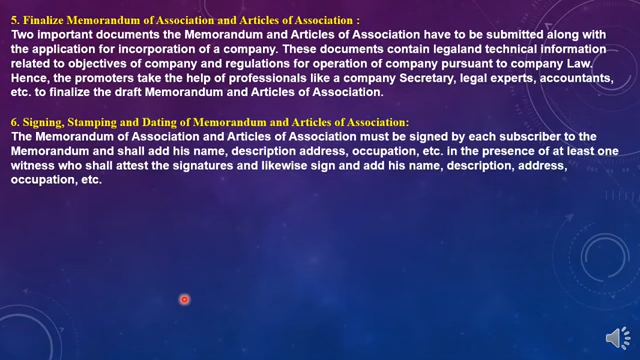 5. Finalize Memorandum of Association and Articles of Association :
Two important documents the Memorandum and Articles of Association have to be submitted along with
the application for incorporation of a company. These documents contain legaland technical information
related to objectives of company and regulations for operation of company pursuant to company Law.
Hence, the promoters take the help of professionals like a company Secretary, legal experts, accountants,
etc. to finalize the draft Memorandum and Articles of Association.
6. Signing, Stamping and Dating of Memorandum and Articles of Association:
The Memorandum of Association and Articles of Association must be signed by each subscriber to the
Memorandum and shall add his name, description address, occupation, etc. in the presence of at least one
witness who shall attest the signatures and likewise sign and add his name, description, address,
occupation, etc.